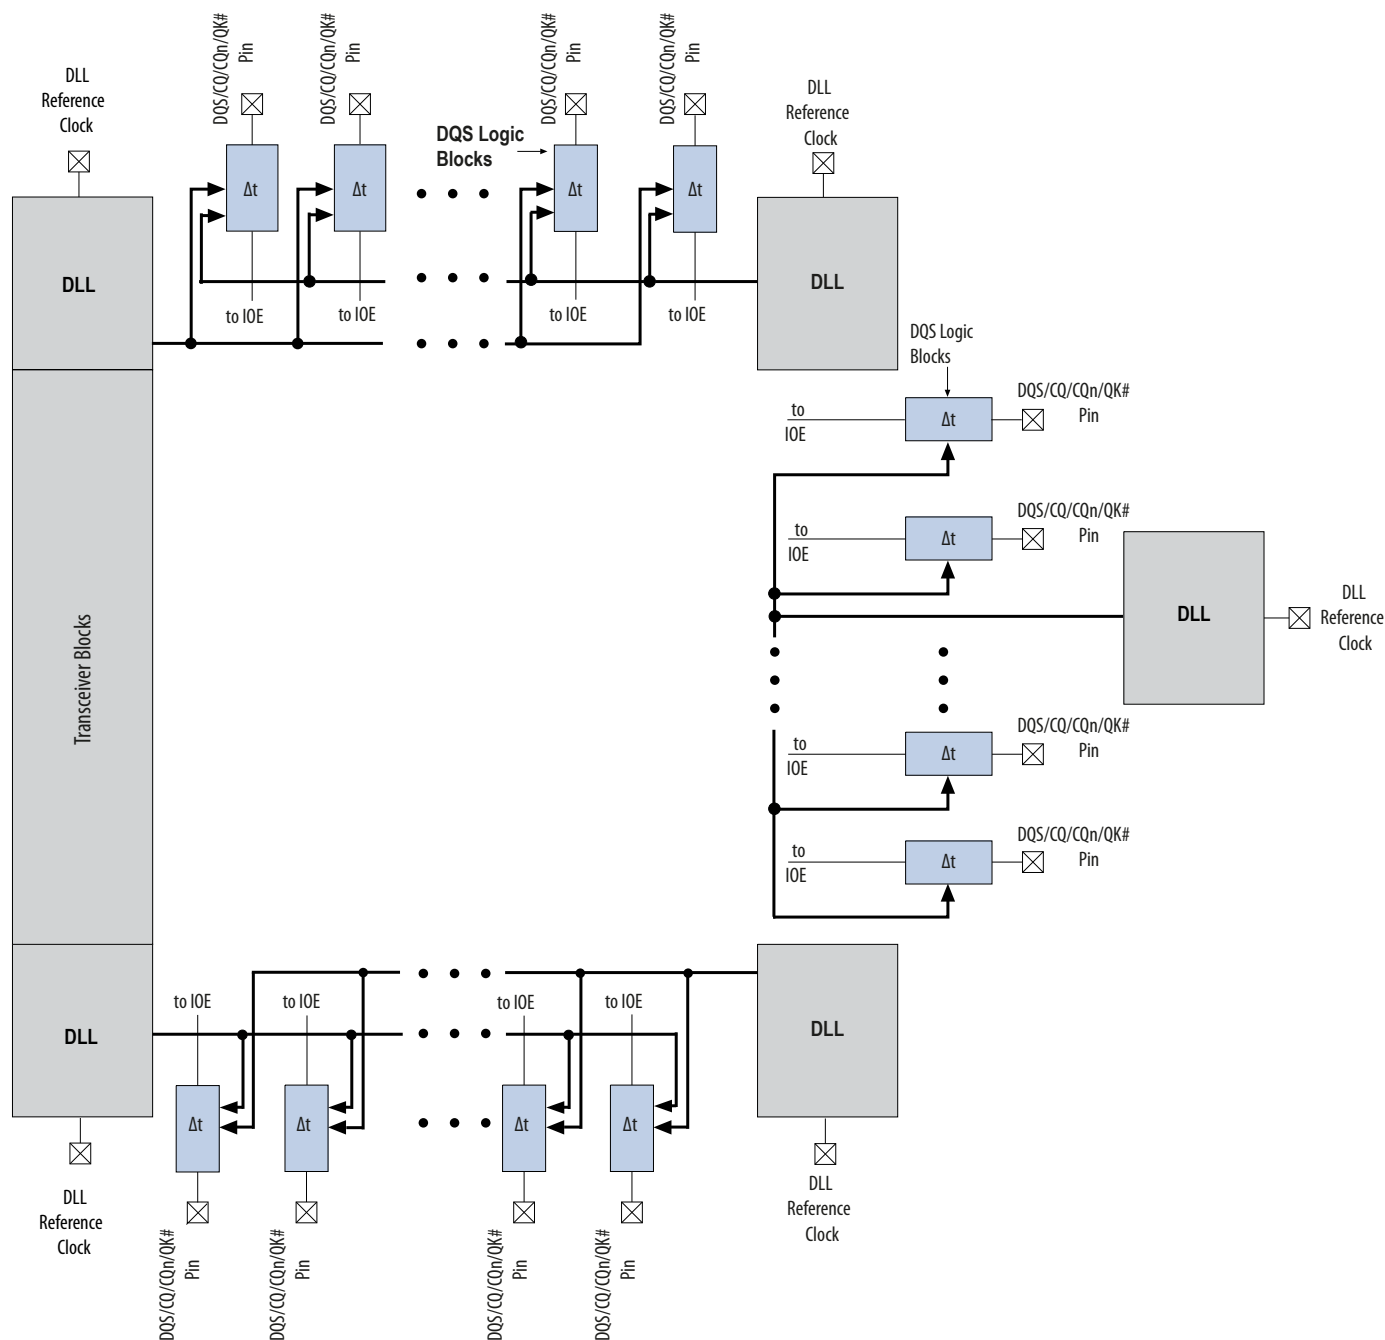 DQS/CQ/CQn/QK#
Pin
DQS/CQ/CQn/QK#
Pin
DQS/CQ/CQn/QK#
Pin
DQS/CQ/CQn/QK#
Pin
DLL
Reference
Clock
DLL
Reference
Clock
DQS Logic
Blocks
Δt
Δt
Δt
Δt
DLL
DLL
to IOE
to IOE
to IOE
to IOE
DQS Logic
Blocks
to
IOE
Δt
DQS/CQ/CQn/QK#
Pin
to
IOE
Δt
DQS/CQ/CQn/QK#
Pin
DLL
DLL
Reference
Clock
Transceiver Blocks
to
IOE
Δt
DQS/CQ/CQn/QK#
Pin
to
IOE
Δt
DQS/CQ/CQn/QK#
Pin
to IOE
to IOE
to IOE
to IOE
DLL
DLL
Δt
Δt
Δt
Δt
DLL
Reference
Clock
DLL
Reference
Clock
DQS/CQ/CQn/QK#
Pin
DQS/CQ/CQn/QK#
Pin
DQS/CQ/CQn/QK#
Pin
DQS/CQ/CQn/QK#
Pin